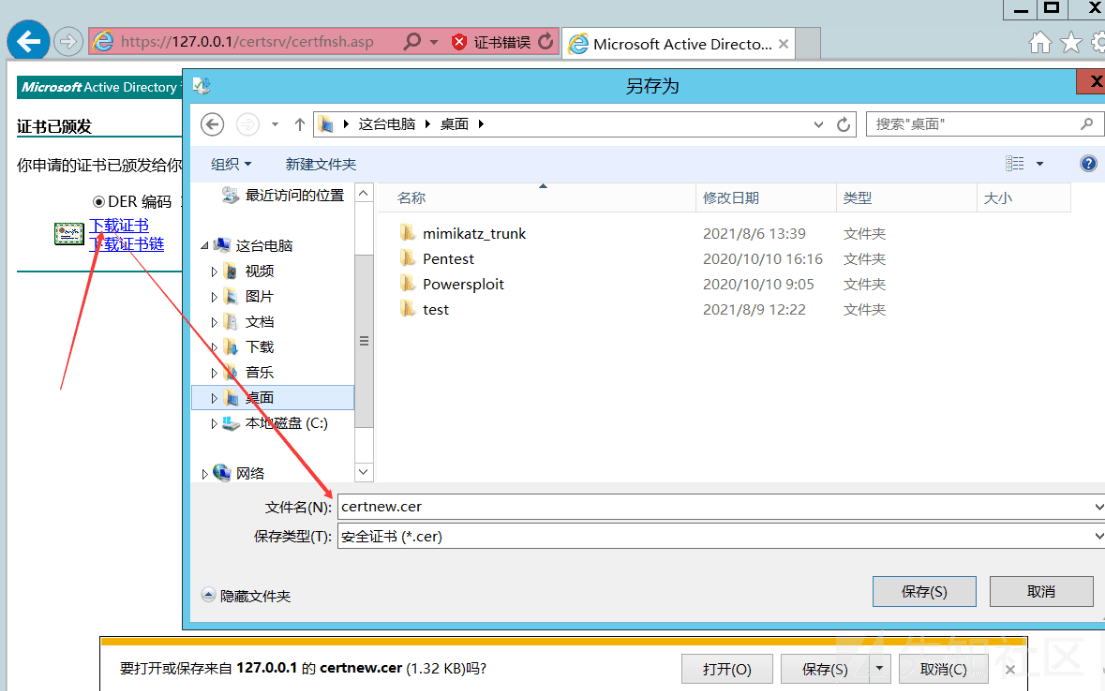 https://127.0.0.1/certsrv/certfnsh.asp
证书错误
Microsoft Active Directo...
Microsoft Active Directory
另存为
证书已颁发
这台电脑
桌面
搜索"桌面"
你申请的证书已颁发给你
组织
新建文件夹
DER 编码
下载证书
下载证书链
最近访问的位置
这台电脑
视频
图片
文档
下载
音乐
桌面
本地磁盘 (C:)
网络
名称 修改日期 类型 大小
mimikatz_trunk 2021/8/6 13:39 文件夹
Pentest 2020/10/10 16:16 文件夹
Powersploit 2020/10/10 9:05 文件夹
test 2021/8/9 12:22 文件夹
文件名(N): certnew.cer
保存类型(T): 安全证书 (*.cer)
隐藏文件夹
保存(S)
取消
要打开或保存来自 127.0.0.1 的 certnew.cer (1.32 KB)吗?
打开(O)
保存(S)
取消(C)
先知社区